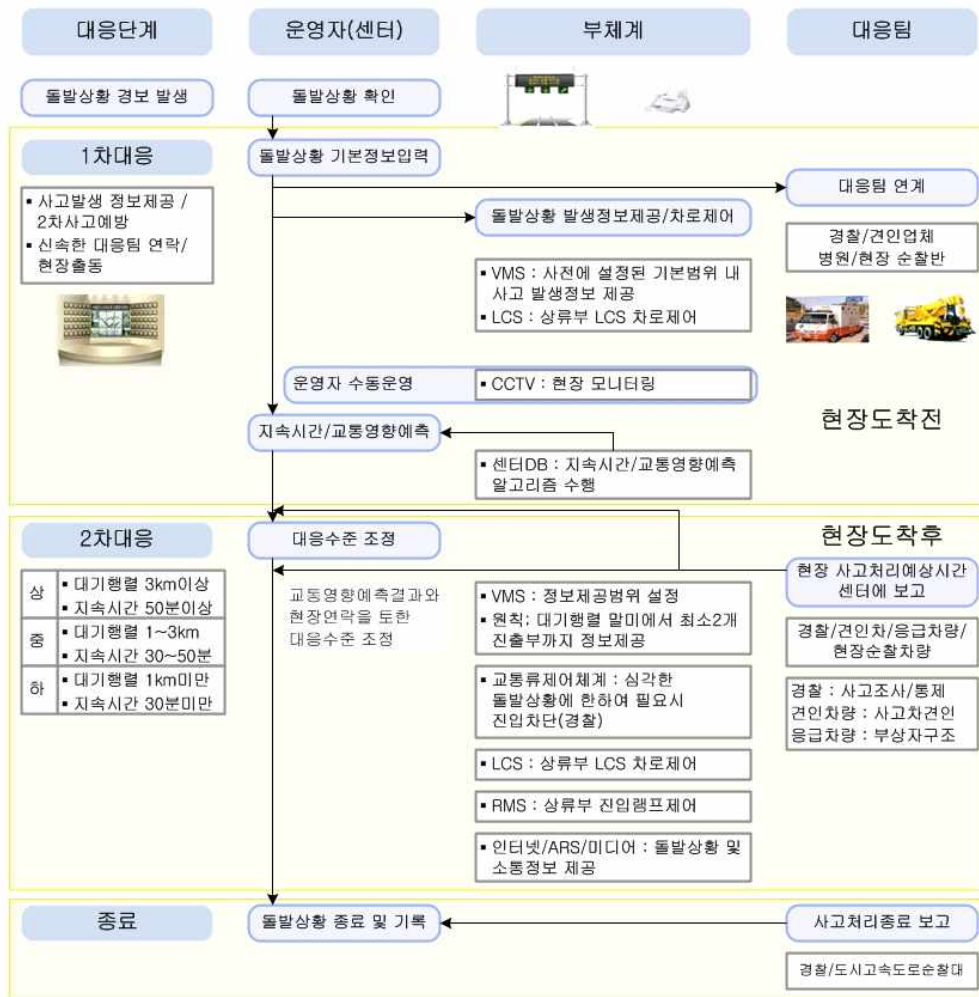 대응단계
운영자(센터)
부체계
대응팀
돌발상황 경보 발생
돌발상황 확인
1차대응
돌발상황 기본정보입력
▪ 사고발생 정보제공 /
2차사고예방
▪ 신속한 대응팀 연락/
현장출동
대응팀 연계
돌발상황 발생정보제공/차로제어
경찰/견인업체
병원/현장 순찰반
▪ VMS : 사전에 설정된 기본범위 내
사고 발생정보 제공
▪ LCS : 상류부 LCS 차로제어
운영자 수동운영
▪ CCTV : 현장 모니터링
현장도착전
지속시간/교통영향예측
▪ 센터DB : 지속시간/교통영향예측
알고리즘 수행
2차대응
대응수준 조정
현장도착후
상
▪ 대기행렬 3km이상
▪ 지속시간 50분이상
중
▪ 대기행렬 1~3km
▪ 지속시간 30~50분
하
▪ 대기행렬 1km미만
▪ 지속시간 30분미만
교통영향예측결과와
현장연락을 토한
대응수준 조정
▪ VMS : 정보제공범위 설정
▪ 원칙; 대기행렬 말미에서 최소2개
진출부까지 정보제공
▪ 교통류제어체계 : 심각한
돌발상황에 한하여 필요시
진입차단(경찰)
▪ LCS : 상류부 LCS 차로제어
▪ RMS : 상류부 진입램프제어
▪ 인터넷/ARS/미디어 : 돌발상황 및
소통정보 제공
현장 사고처리예상시간
센터에 보고
경찰/견인차/응급차량/
현장순찰차량
경찰 : 사고조사/통제
견인차량 : 사고차견인
응급차량 : 부상자구조
종료
돌발상황 종료 및 기록
사고처리종료 보고
경찰/도시고속도로순찰대